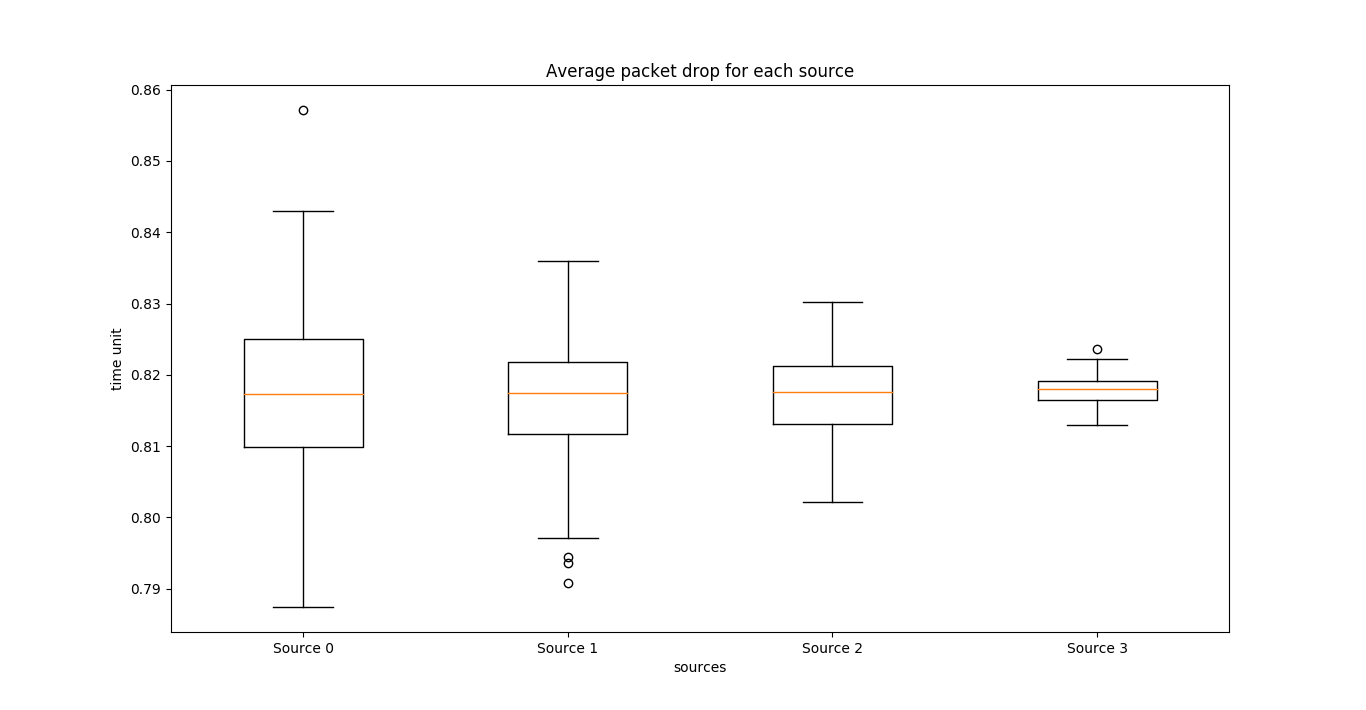 Average packet drop for each source
0.86
0.85
0.84
0.83
0.82
0.81
0.80
0.79
time unit
Source 0
Source 1
Source 2
Source 3
sources